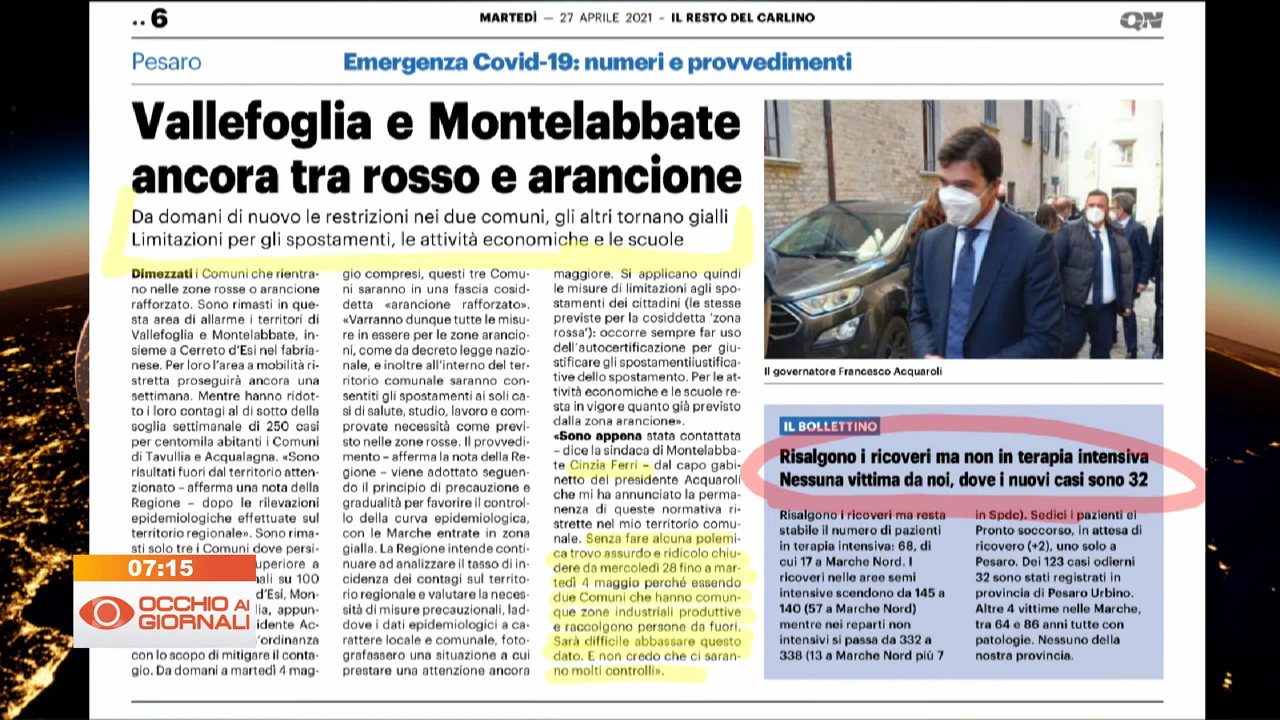 .. 6
MARTEDÌ — 27 APRILE 2021 – IL RESTO DEL CARLINO
QN
Pesaro
Emergenza Covid-19: numeri e provvedimenti
Vallefoglia e Montelabbate
ancora tra rosso e arancione
Da domani di nuovo le restrizioni nei due comuni, gli altri tornano gialli
Limitazioni per gli spostamenti, le attività economiche e le scuole
Dimezzati i Comuni che rientra-
no nelle zone rosse o arancione
rafforzato. Sono rimasti in que-
sta area di allarme i territori di
Vallefoglia e Montelabbate, in-
sieme a Cerreto d'Esi nel fabria-
nese. Per loro l'area a mobilità ri-
stretta proseguirà ancora una
settimana. Mentre hanno ridot-
to i loro contagi al di sotto della
soglia settimanale di 250 casi
per centomila abitanti i Comuni
di Tavullia e Acqualagna. «Sono
risultati fuori dal territorio atten-
zionato – afferma una nota della
Regione – dopo le rilevazioni
epidemiologiche effettuate sul
territorio regionale». Sono rima-
sti solo tre i Comuni dove persi-
uperiore a
ali su 100
d'Esi, Mon-
lia, appun-
idente Ac-
'ordinanza
con lo scopo di mitigare il conta-
gio. Da domani a martedì 4 mag-
gio compresi, questi tre Comu-
ni saranno in una fascia cosid-
detta «arancione rafforzato».
«Varranno dunque tutte le misu-
re in essere per le zone arancio-
ni, come da decreto legge nazio-
nale, e inoltre all'interno del ter-
ritorio comunale saranno con-
sentiti gli spostamenti ai soli ca-
si di salute, studio, lavoro e com-
provate necessità come previ-
sto nelle zone rosse. Il provvedi-
mento – afferma la nota della Re-
gione – viene adottato seguen-
do il principio di precauzione e
gradualità per favorire il control-
lo della curva epidemiologica,
con le Marche entrate in zona
gialla. La Regione intende conti-
nuare ad analizzare il tasso di in-
cidenza dei contagi sul territo-
rio regionale e valutare la neces-
sità di misure precauzionali, lad-
dove i dati epidemiologici a ca-
rattere locale e comunale, foto-
grafassero una situazione a cui
prestare una attenzione ancora
maggiore. Si applicano quindi
le misure di limitazioni agli spo-
stamenti dei cittadini (le stesse
previste per la cosiddetta 'zona
rossa'): occorre sempre far uso
dell'autocertificazione per giu-
stificare gli spostamentiiustifica-
tive dello spostamento. Per le at-
tività economiche e le scuole re-
sta in vigore quanto già previsto
dalla zona arancione».
«Sono appena stata contattata
– dice la sindaca di Montelabba-
te Cinzia Ferri – dal capo gabi-
netto del presidente Acquaroli
che mi ha annunciato la perma-
nenza di queste normativa ri-
strette nel mio territorio comu-
nale. Senza fare alcuna polemi-
ca trovo assurdo e ridicolo chiu-
dere da mercoledì 28 fino a mar-
tedì 4 maggio perché essendo
due Comuni che hanno comun-
que zone industriali produttive
e raccolgono persone da fuori.
Sarà difficile abbassare questo
dato. E non credo che ci saran-
no molti controlli».
Il governatore Francesco Acquaroli
IL BOLLETTINO
Risalgono i ricoveri ma non in terapia intensiva
Nessuna vittima da noi, dove i nuovi casi sono 32
Risalgono i ricoveri ma resta
stabile il numero di pazienti
in terapia intensiva: 68, di
cui 17 a Marche Nord. I
ricoveri nelle aree semi
intensive scendono da 145 a
140 (57 a Marche Nord)
mentre nei reparti non
intensivi si passa da 332 a
338 (13 a Marche Nord più 7
in Spdc). Sedici i pazienti ei
Pronto soccorso, in attesa di
ricovero (+2), uno solo a
Pesaro. Dei 123 casi odierni
32 sono stati registrati in
provincia di Pesaro Urbino.
Altre 4 vittime nelle Marche,
tra 64 e 86 anni tutte con
patologie. Nessuno della
nostra provincia.
07:15
OCCHIO AI
GIORNALI